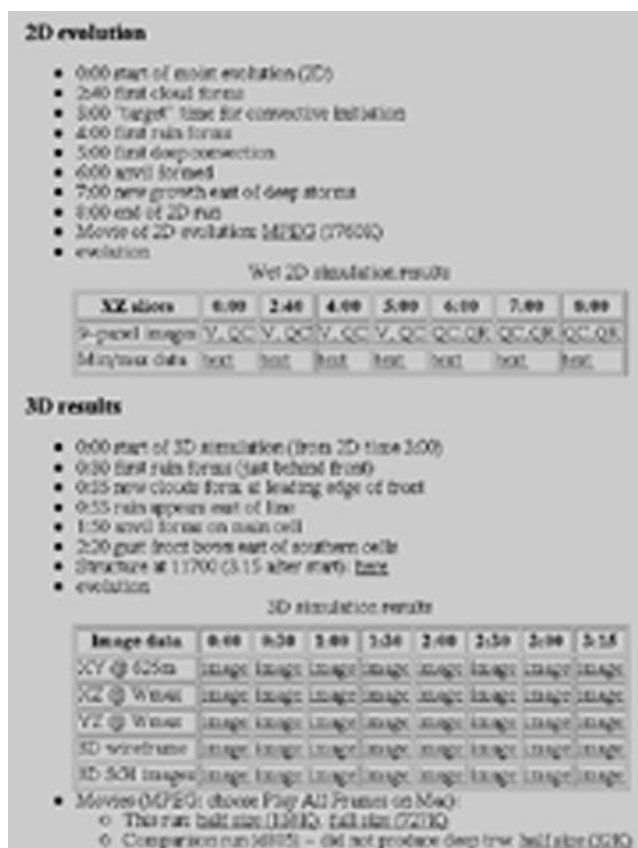 2D evolution
0:00 start of moist evolution (2D)
2:40 first cloud forms
3:00 "target" time for convective initiation
4:00 first rain forms
5:00 first deep convection
6:00 anvil formed
7:00 new growth east of deep storms
8:00 end of 2D run
Movie of 2D evolution: MPEG (1760K)
evolution
Wet 2D simulation results
XZ slices 0:00 2:40 4:00 5:00 6:00 7:00 8:00
9-panel images V, QC V, QC V, QC V, QC QC,QR QC,QR QC,QR
Min/max data text text text text text text text
3D results
0:00 start of 3D simulation (from 2D time 3:00)
0:30 first rain forms (just behind front)
new clouds form at leading edge of front
0:55 rain appears east of line
1:50 anvil forms on main cell
2:20 gust front bows east of southern cells
Structure at 11700 (3:15 after start): here
evolution
3D simulation results
Image data 0:00 0:30 1:00 1:30 2:00 2:30 3:00 3:15
XY @ 625m image image image image image image image image
XZ @ Wmax image image image image image image image image
YZ @ Wmax image image image image image image image image
3D wireframe image image image image image image image image
3D SGI images image image image image image image image image
Movies (MPEG: choose Play All Frames on Mac):
This run: half size full size (727K)
Comparison run - did not produce deep half size